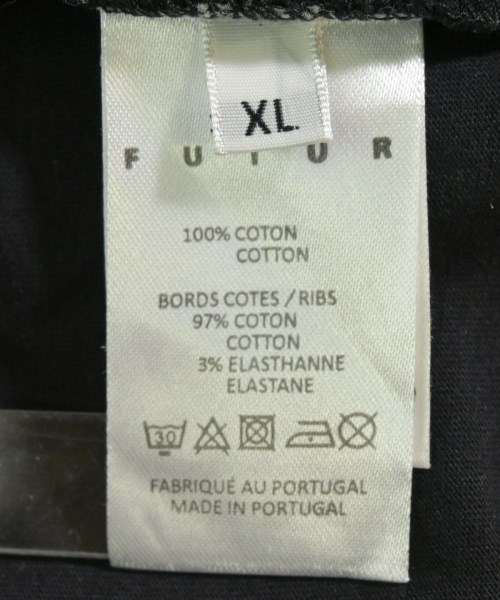 XL
F U T U R
100% COTON
COTTON
BORDS COTES / RIBS
97% COTON
COTTON
3% ELASTHANNE
ELASTANE
30
FABRIQUÉ AU PORTUGAL
MADE IN PORTUGAL